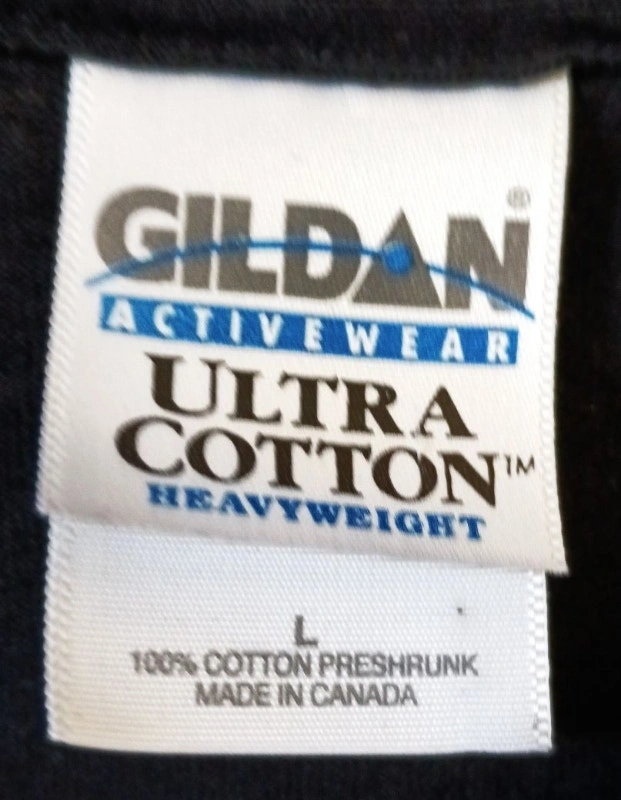 GILDAN®
ACTIVEWEAR
ULTRA
COTTON™
HEAVYWEIGHT
L
100% COTTON PRESHRUNK
MADE IN CANADA